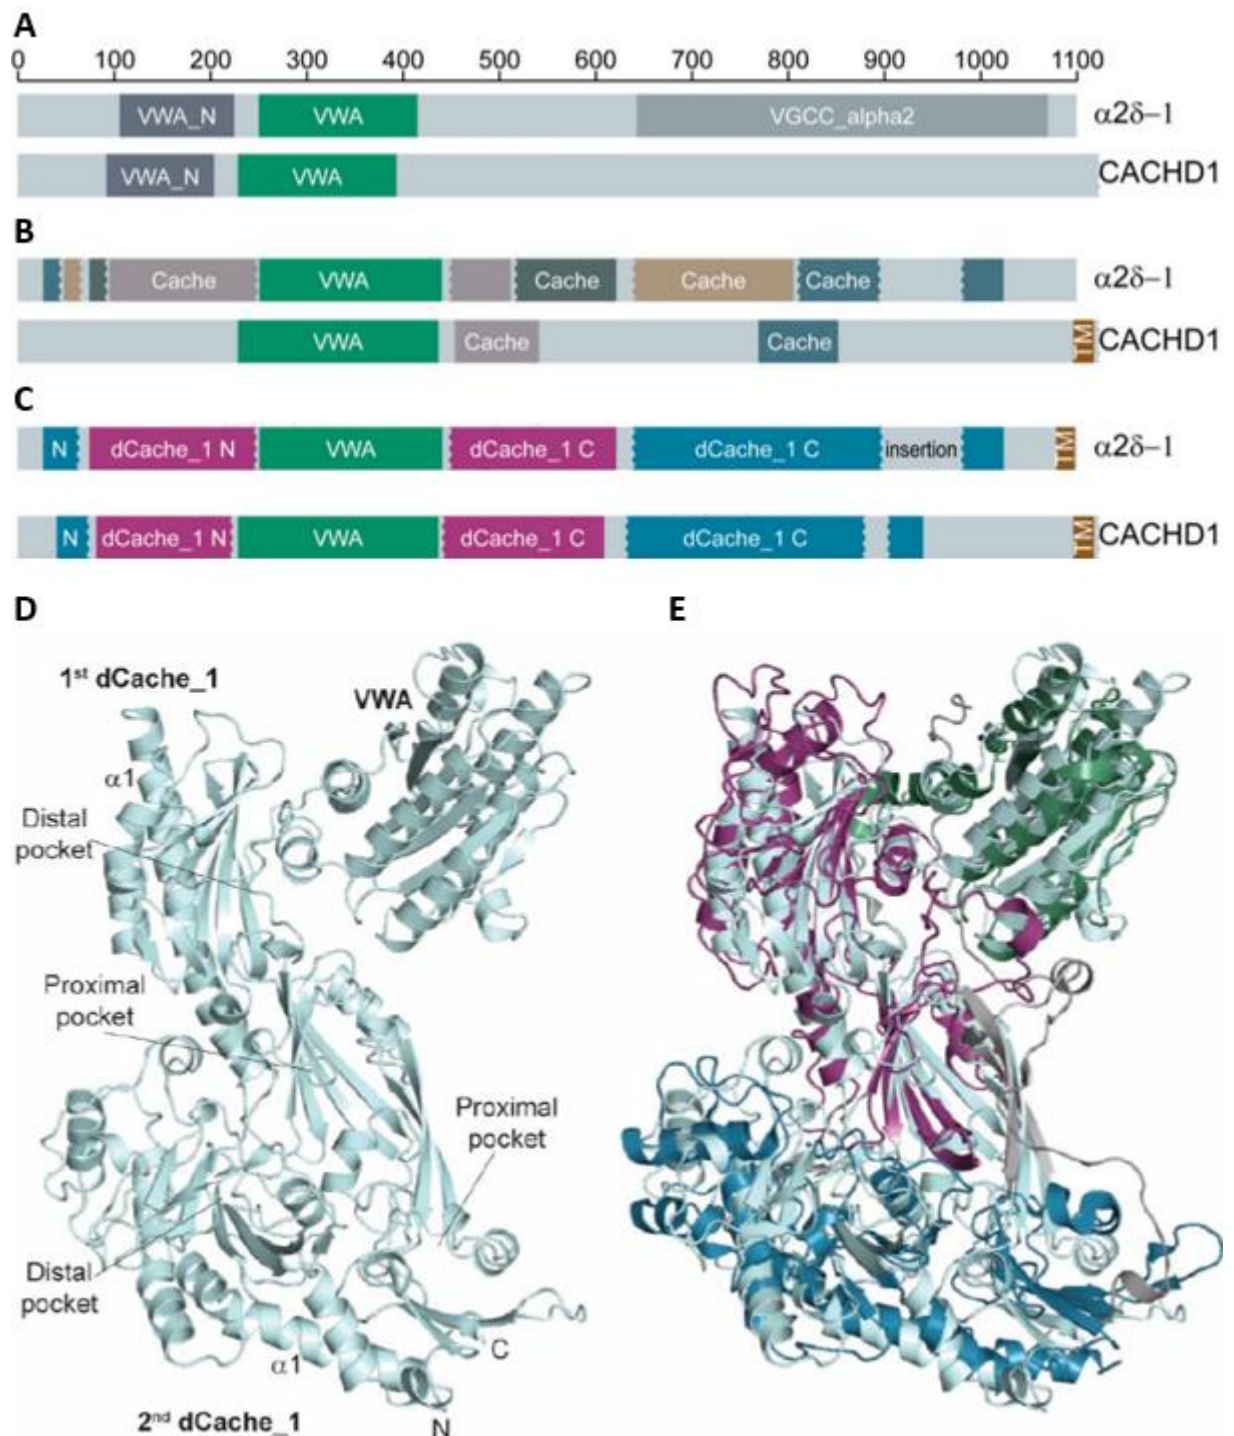 A
0 100 200 300 400 500 600 700 800 900 1000 1100
VWA_N VWA VGCC_alpha2 α2δ–1
VWA_N VWA CACHD1
B
Cache VWA Cache Cache Cache α2δ–1
VWA Cache Cache TM CACHD1
C
N dCache_1 N VWA dCache_1 C dCache_1 C insertion TM α2δ–1
N dCache_1 N VWA dCache_1 C dCache_1 C TM CACHD1
D E
1st dCache_1
VWA
α1
Distal
pocket
Proximal
pocket
Proximal
pocket
Distal
pocket
α1
C
2nd dCache_1
N